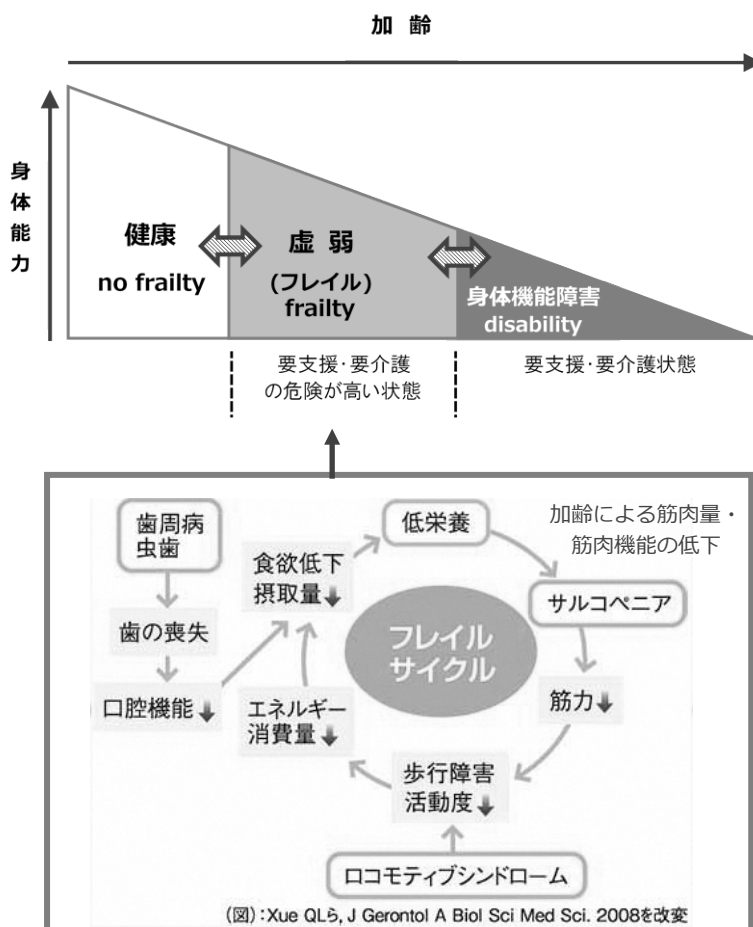 加 齢
身体能力
健康
no frailty
虚 弱
(フレイル)
frailty
身体機能障害
disability
要支援・要介護
の危険が高い状態
要支援・要介護状態
歯周病
虫歯
歯の喪失
口腔機能
食欲低下
摂取量
低栄養
加齢による筋肉量・
筋肉機能の低下
サルコペニア
フレイル
サイクル
筋力
エネルギー
消費量
歩行障害
活動度
ロコモティブシンドローム
(図):Xue QLら, J Gerontol A Biol Sci Med Sci. 2008を改変